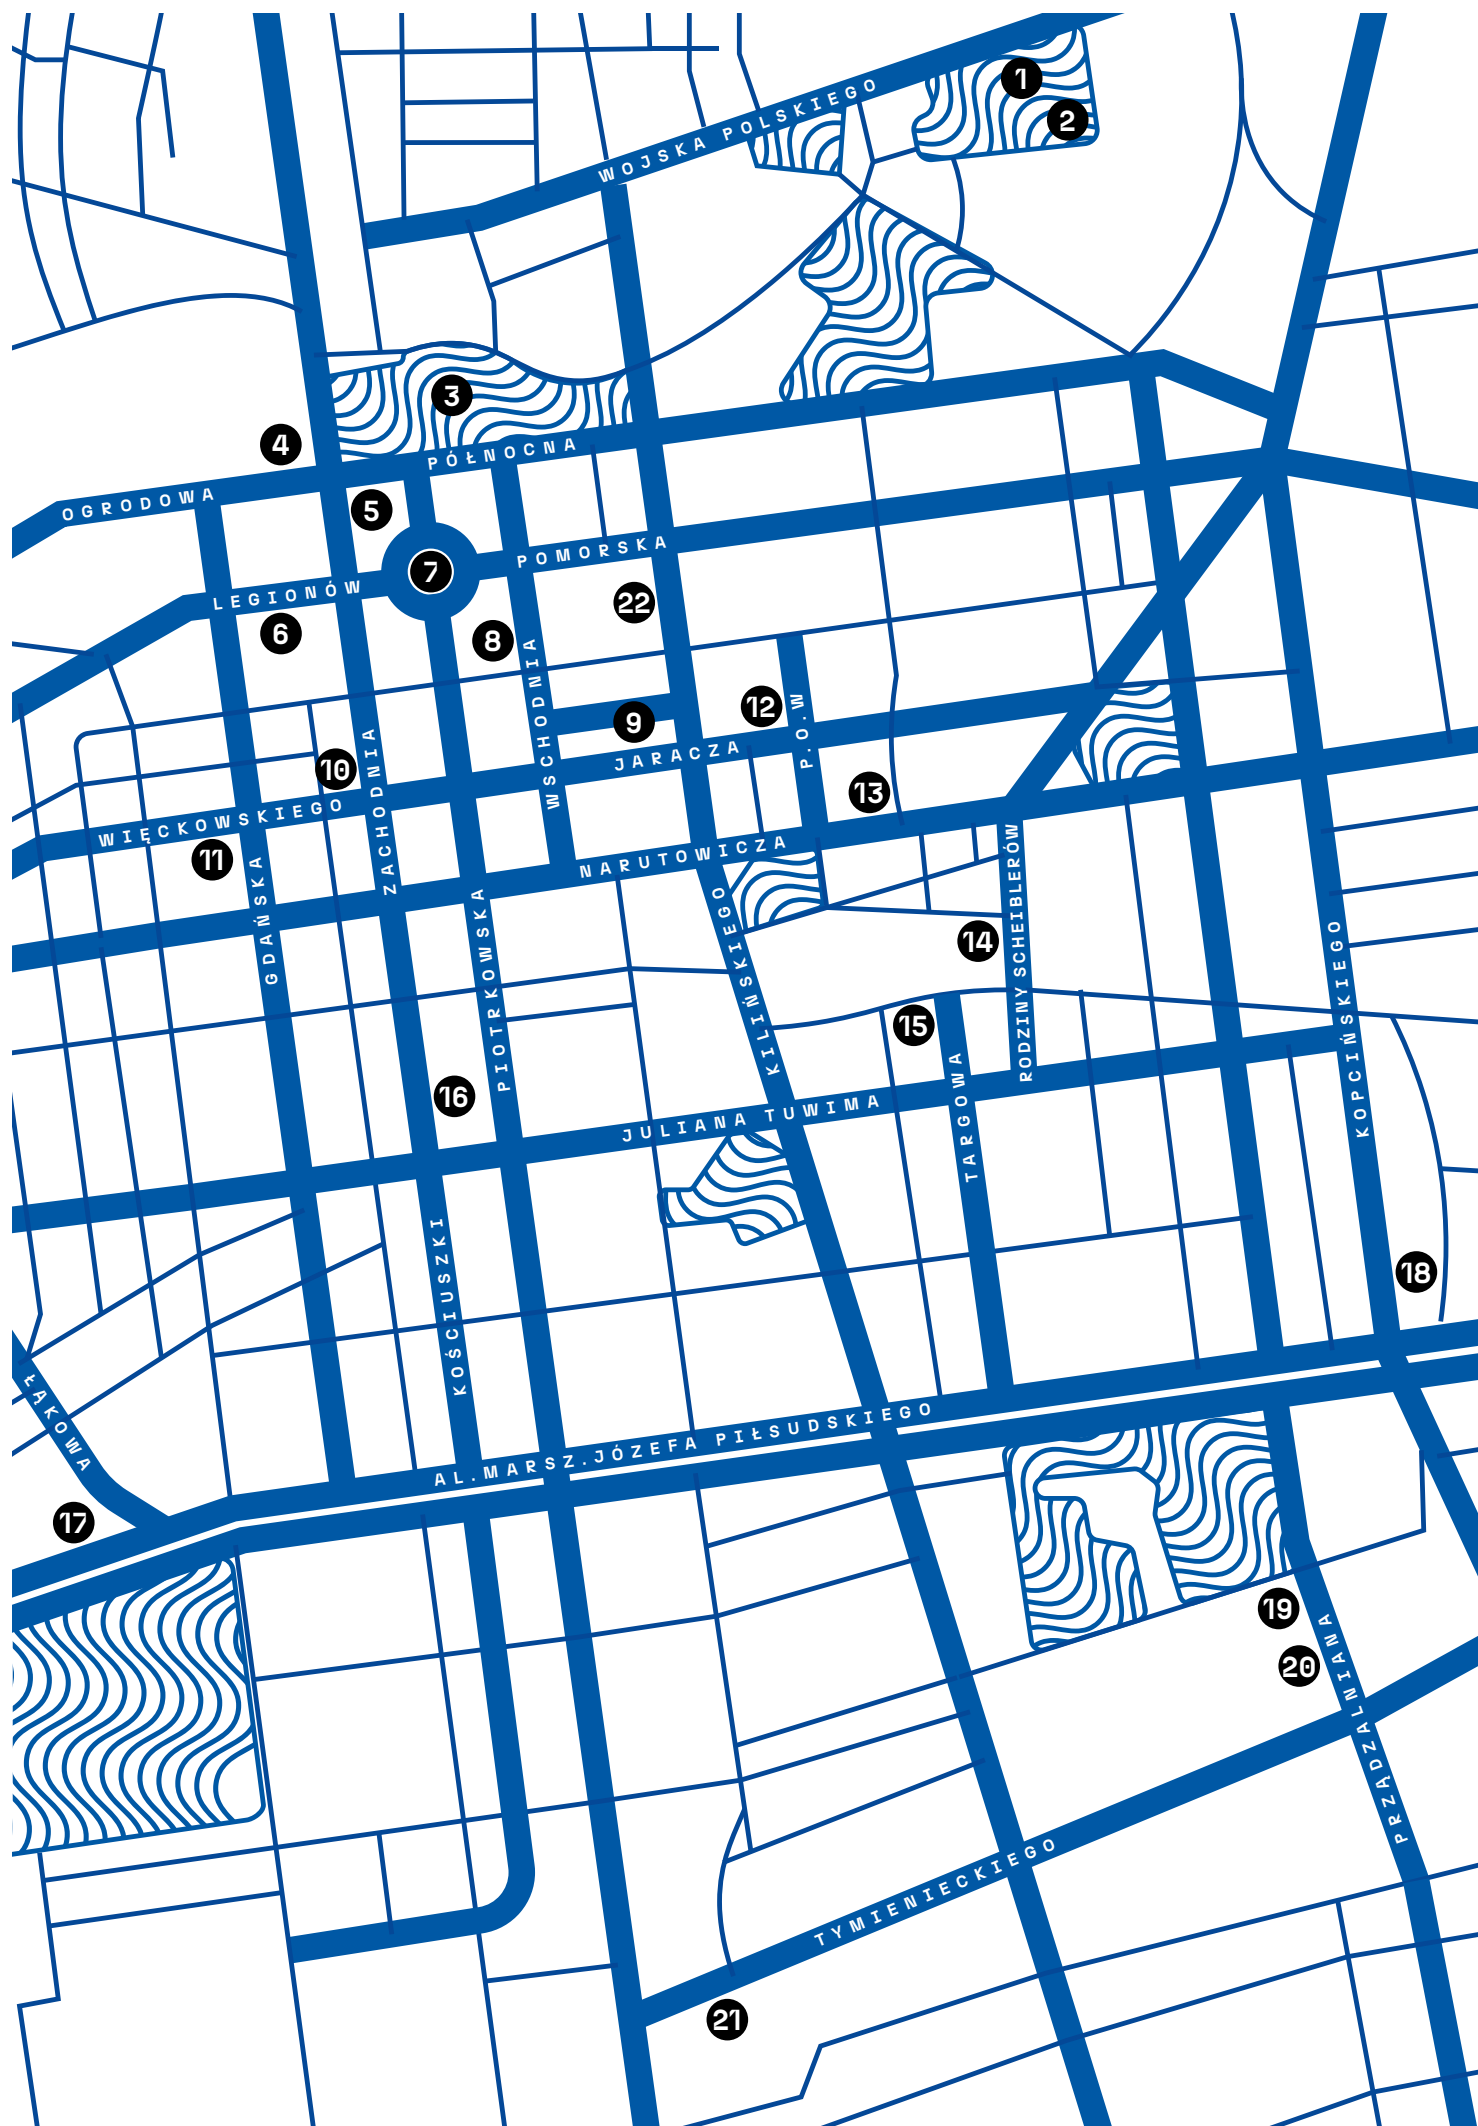 1
WOJSKA POLSKIEGO
2
3
4
PÓŁNOCNA
OGRODOWA
5
POMORSKA
7
LEGIONÓW
22
6
8
WSCHODNIA
12
P.O.W
9
JARACZA
10
ZACHODNIA
13
WIĘCKOWSKIEGO
11
NARUTOWICZA
GDAŃSKA
PIOTRKOWSKA
KILIŃSKIEGO
RODZINY SCHEIBLERÓW
14
KOPCIŃSKIEGO
15
TARGOWA
16
JULIANA TUWIMA
KOŚCIUSZKI
18
ŁĄKOWA
AL.MARSZ.JÓZEFA PIŁSUDSKIEGO
17
19
20
PRZĄDZALNIANA
TYMIENIECKIEGO
21